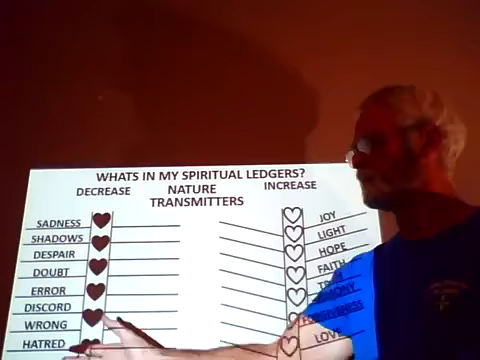 WHATS IN MY SPIRITUAL LEDGERS?
DECREASE NATURE INCREASE
TRANSMITTERS
SADNESS
SHADOWS
DESPAIR
DOUBT
ERROR
DISCORD
WRONG
HATRED
JOY
LIGHT
HOPE
FAITH
LOVE